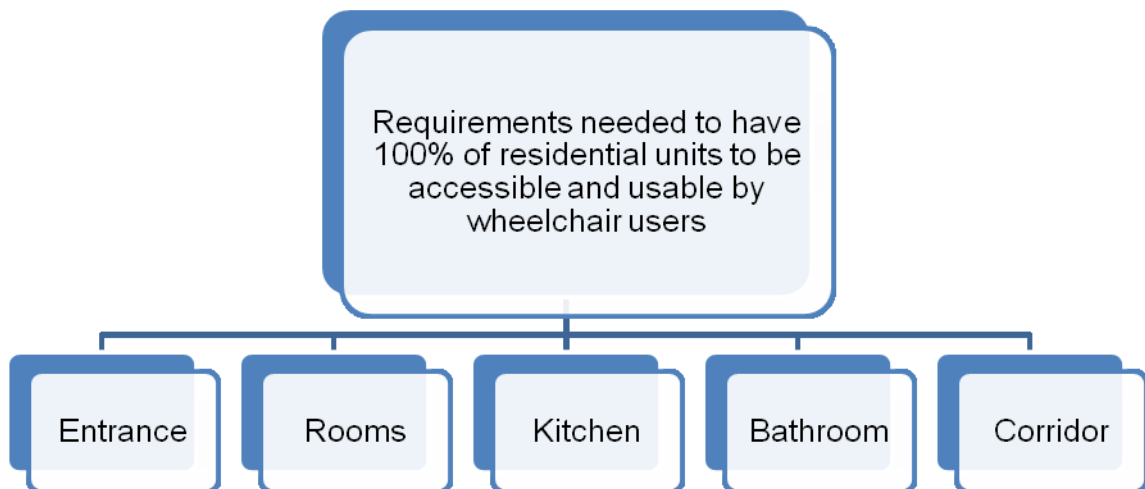 Requirements needed to have
100% of residential units to be
accessible and usable by
wheelchair users
Entrance
Rooms
Kitchen
Bathroom
Corridor